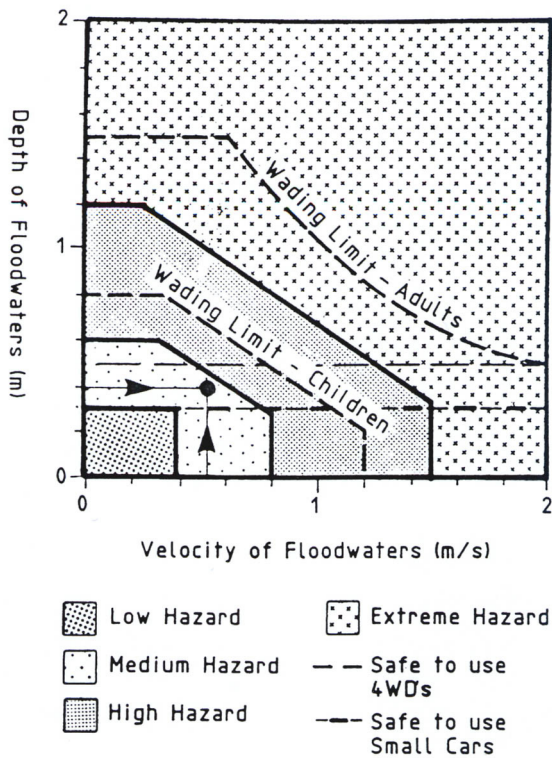 2
Depth of Floodwaters (m)
Wading Limit - Adults
1
Wading Limit - Children
0
0
1
2
Velocity of Floodwaters (m/s)
Low Hazard
Medium Hazard
High Hazard
Extreme Hazard
Safe to use
4WD's
Safe to use
Small Cars